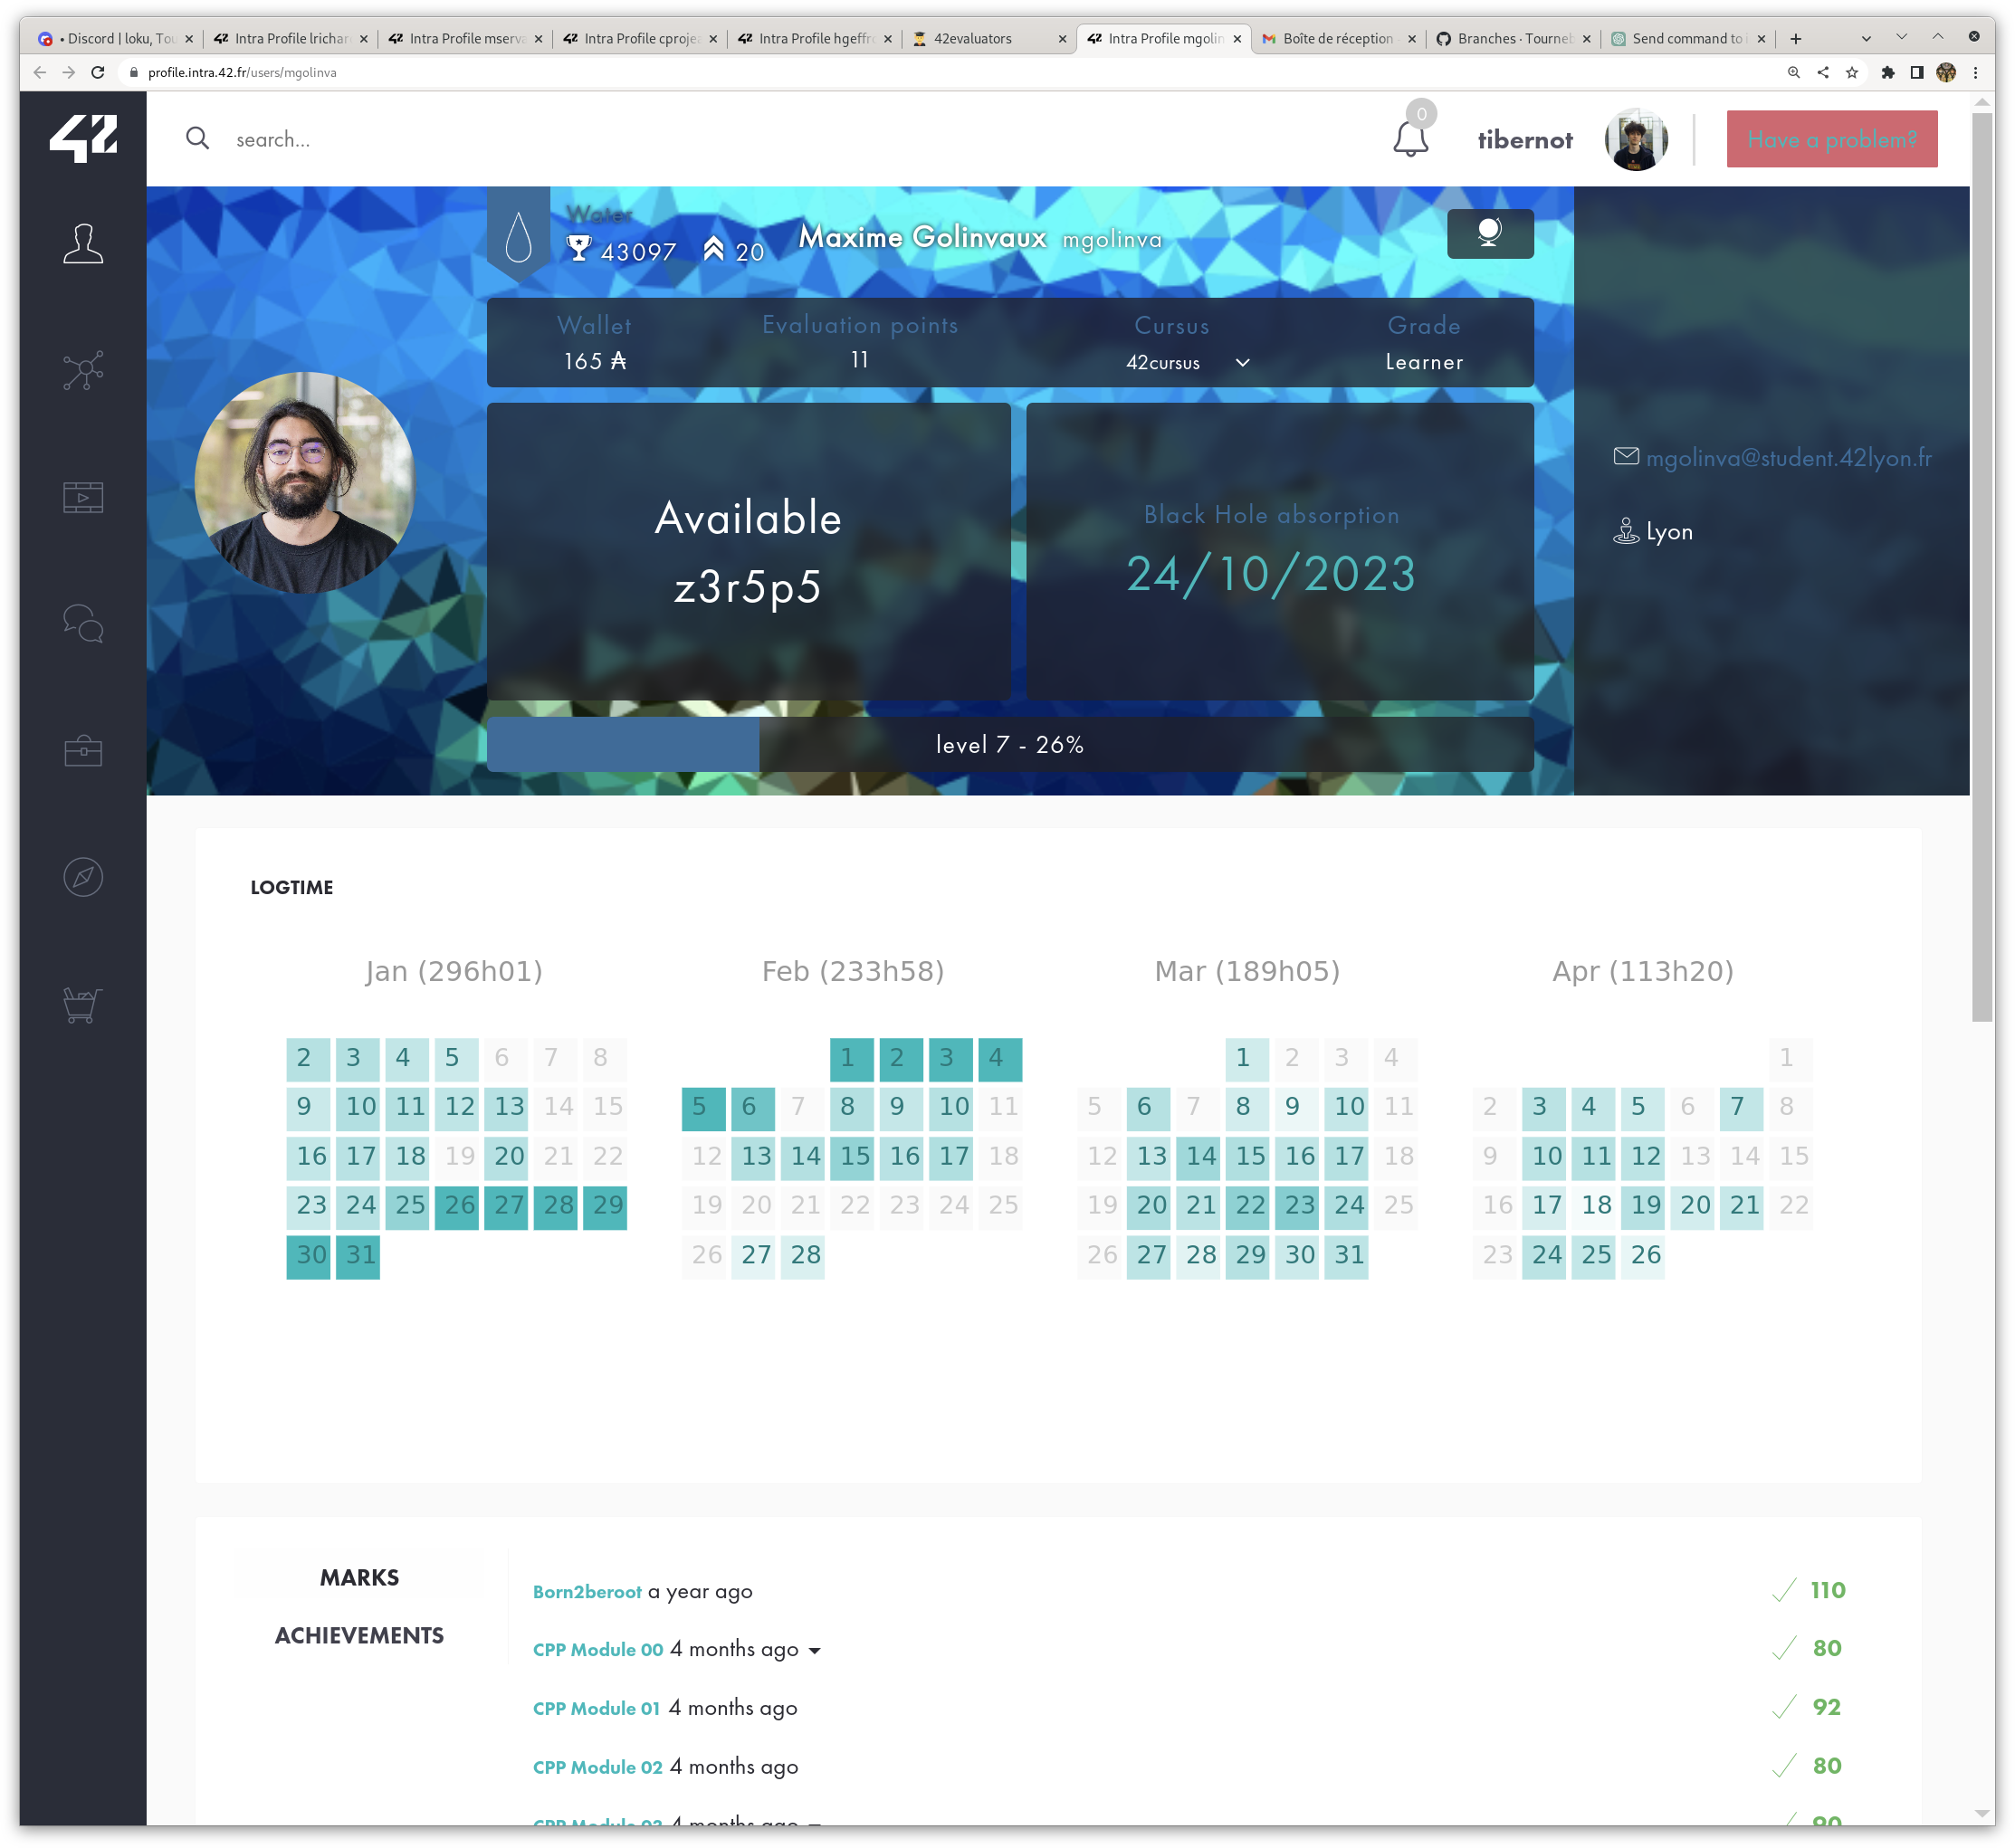 • Discord | loku, Tou
Intra Profile lrichar
Intra Profile mserva
Intra Profile cproje
Intra Profile hgeffro
42evaluators
Intra Profile mgolin
Boîte de réception
Branches · Tourneb
Send command to
profile.intra.42.fr/users/mgolinva
42
search...
0
tibernot
Have a problem?
Water
43097
20
Maxime Golinvaux mgolinva
Wallet
165 ₳
Evaluation points
11
Cursus
42cursus
Grade
Learner
Available
z3r5p5
Black Hole absorption
24/10/2023
mgolinva@student.42lyon.fr
Lyon
level 7 - 26%
LOGTIME
Jan (296h01)
2 3 4 5 6 7 8
9 10 11 12 13 14 15
16 17 18 19 20 21 22
23 24 25 26 27 28 29
30 31
Feb (233h58)
1 2 3 4
5 6 7 8 9 10 11
12 13 14 15 16 17 18
19 20 21 22 23 24 25
26 27 28
Mar (189h05)
1 2 3 4
5 6 7 8 9 10 11
12 13 14 15 16 17 18
19 20 21 22 23 24 25
26 27 28 29 30 31
Apr (113h20)
1
2 3 4 5 6 7 8
9 10 11 12 13 14 15
16 17 18 19 20 21 22
23 24 25 26
MARKS
ACHIEVEMENTS
Born2beroot a year ago 110
CPP Module 00 4 months ago 80
CPP Module 01 4 months ago 92
CPP Module 02 4 months ago 80
CPP Module 03 4 months ago